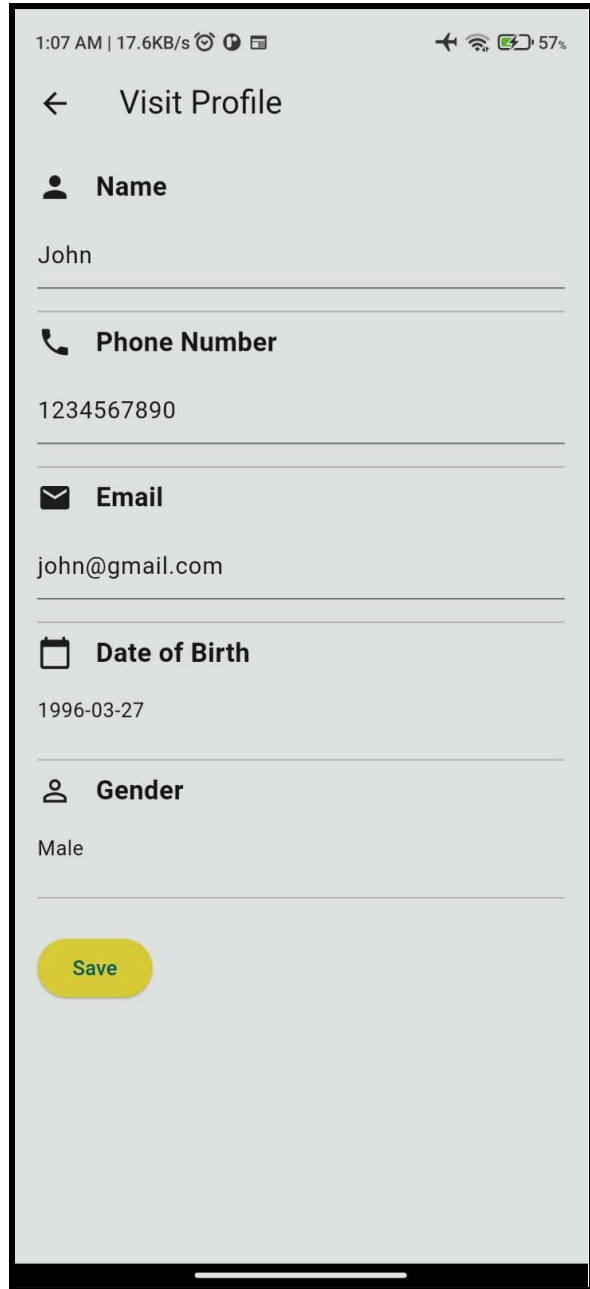 1:07 AM | 17.6KB/s 57%
Visit Profile
Name
John
Phone Number
1234567890
Email
john@gmail.com
Date of Birth
1996-03-27
Gender
Male
Save